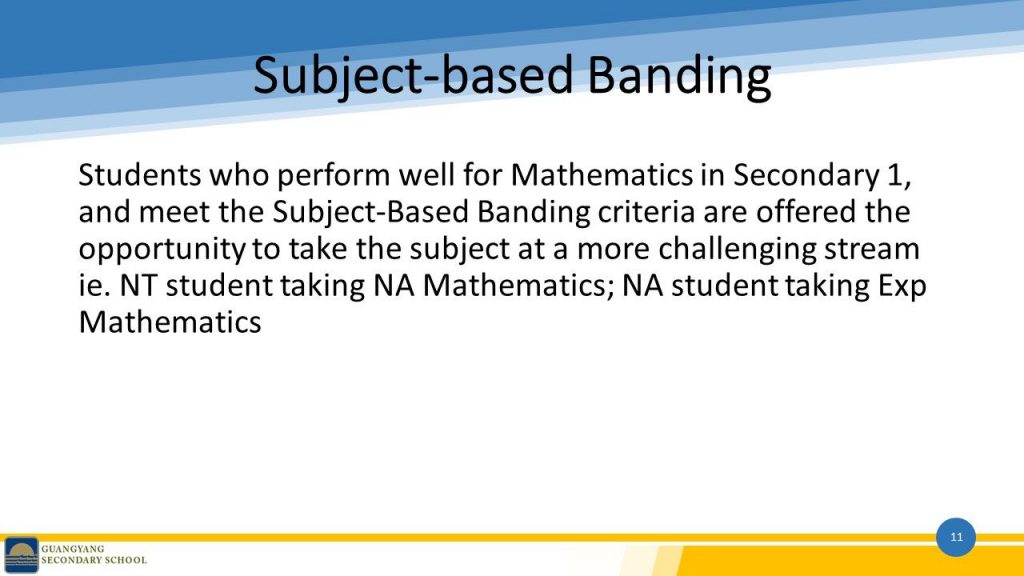 Subject-based Banding
Students who perform well for Mathematics in Secondary 1,
and meet the Subject-Based Banding criteria are offered the
opportunity to take the subject at a more challenging stream
ie. NT student taking NA Mathematics; NA student taking Exp
Mathematics
11
GUANGYANG
SECONDARY SCHOOL